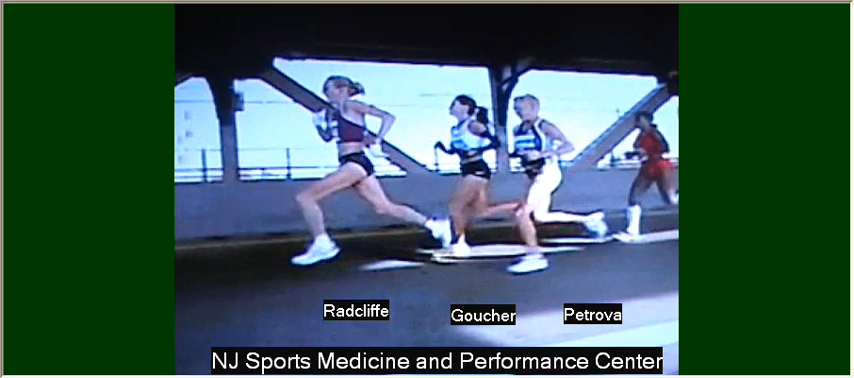 Radcliffe Goucher Petrova
NJ Sports Medicine and Performance Center